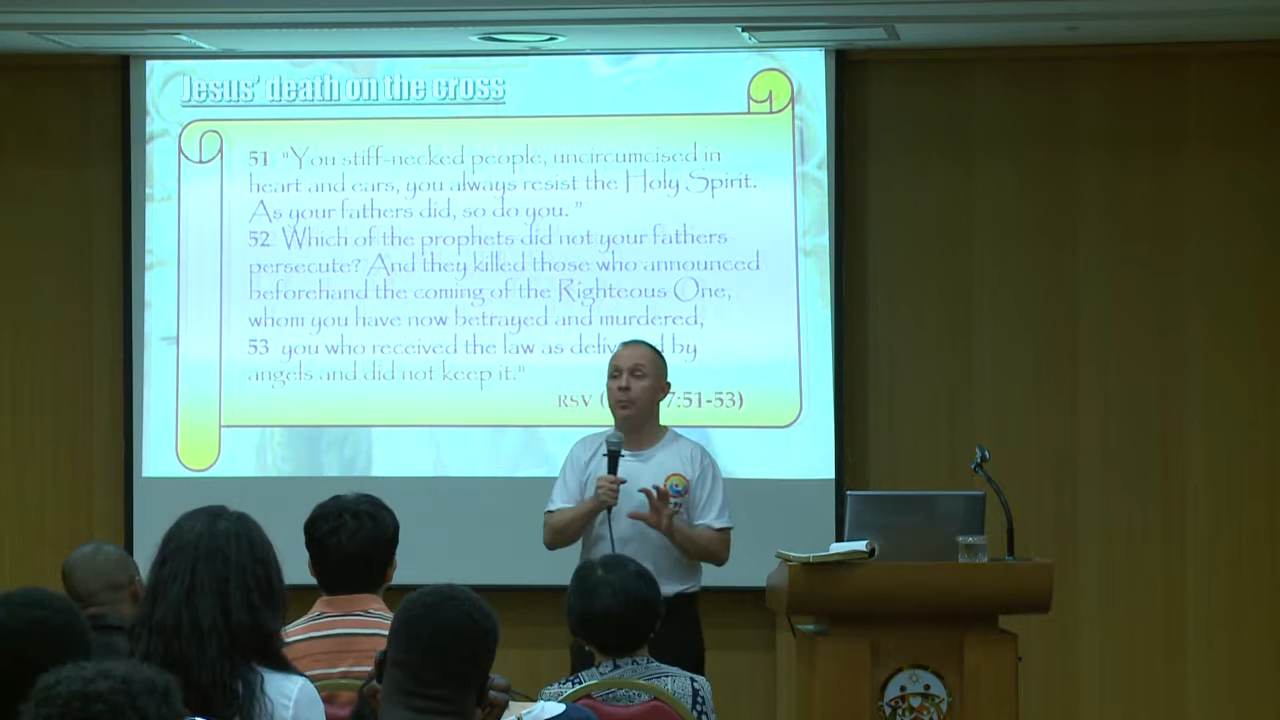 Jesus' death on the cross
51 "You stiff-necked people, uncircumcised in
heart and ears, you always resist the Holy Spirit.
As your fathers did, so do you."
52 Which of the prophets did not your fathers
persecute? And they killed those who announced
beforehand the coming of the Righteous One,
whom you have now betrayed and murdered,
53 you who received the law as by
angels and did not keep it."
RSV ( 7:51-53)